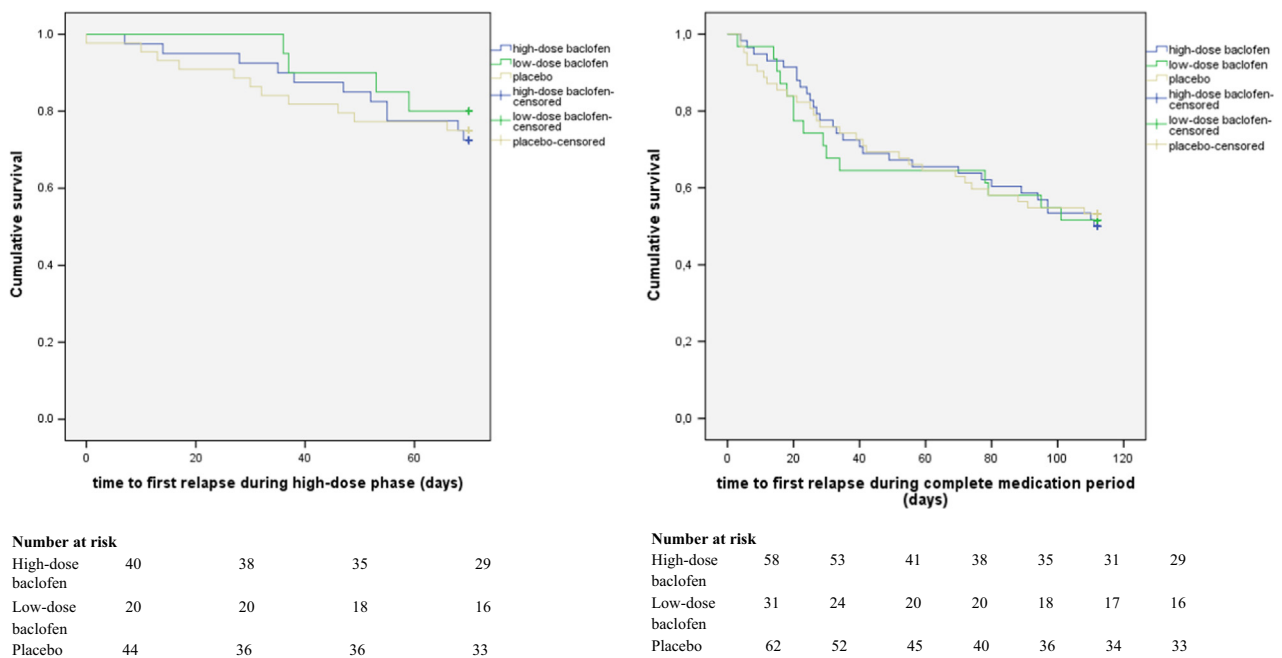 1.0
0.8
0.6
0.4
0.2
0.0
Cumulative survival
0 20 40 60
time to first relapse during high-dose phase (days)
high-dose baclofen
low-dose baclofen
placebo
high-dose baclofen-
censored
low-dose baclofen-
censored
placebo-censored
Number at risk
High-dose 40 38 35 29
baclofen
Low-dose 20 20 18 16
baclofen
Placebo 44 36 36 33
1,0
0,8
0,6
0,4
0,2
0,0
Cumulative survival
0 20 40 60 80 100 120
time to first relapse during complete medication period
(days)
high-dose baclofen
low-dose baclofen
placebo
high-dose baclofen-
censored
low-dose baclofen-
censored
placebo-censored
Number at risk
High-dose 58 53 41 38 35 31 29
baclofen
Low-dose 31 24 20 20 18 17 16
baclofen
Placebo 62 52 45 40 36 34 33